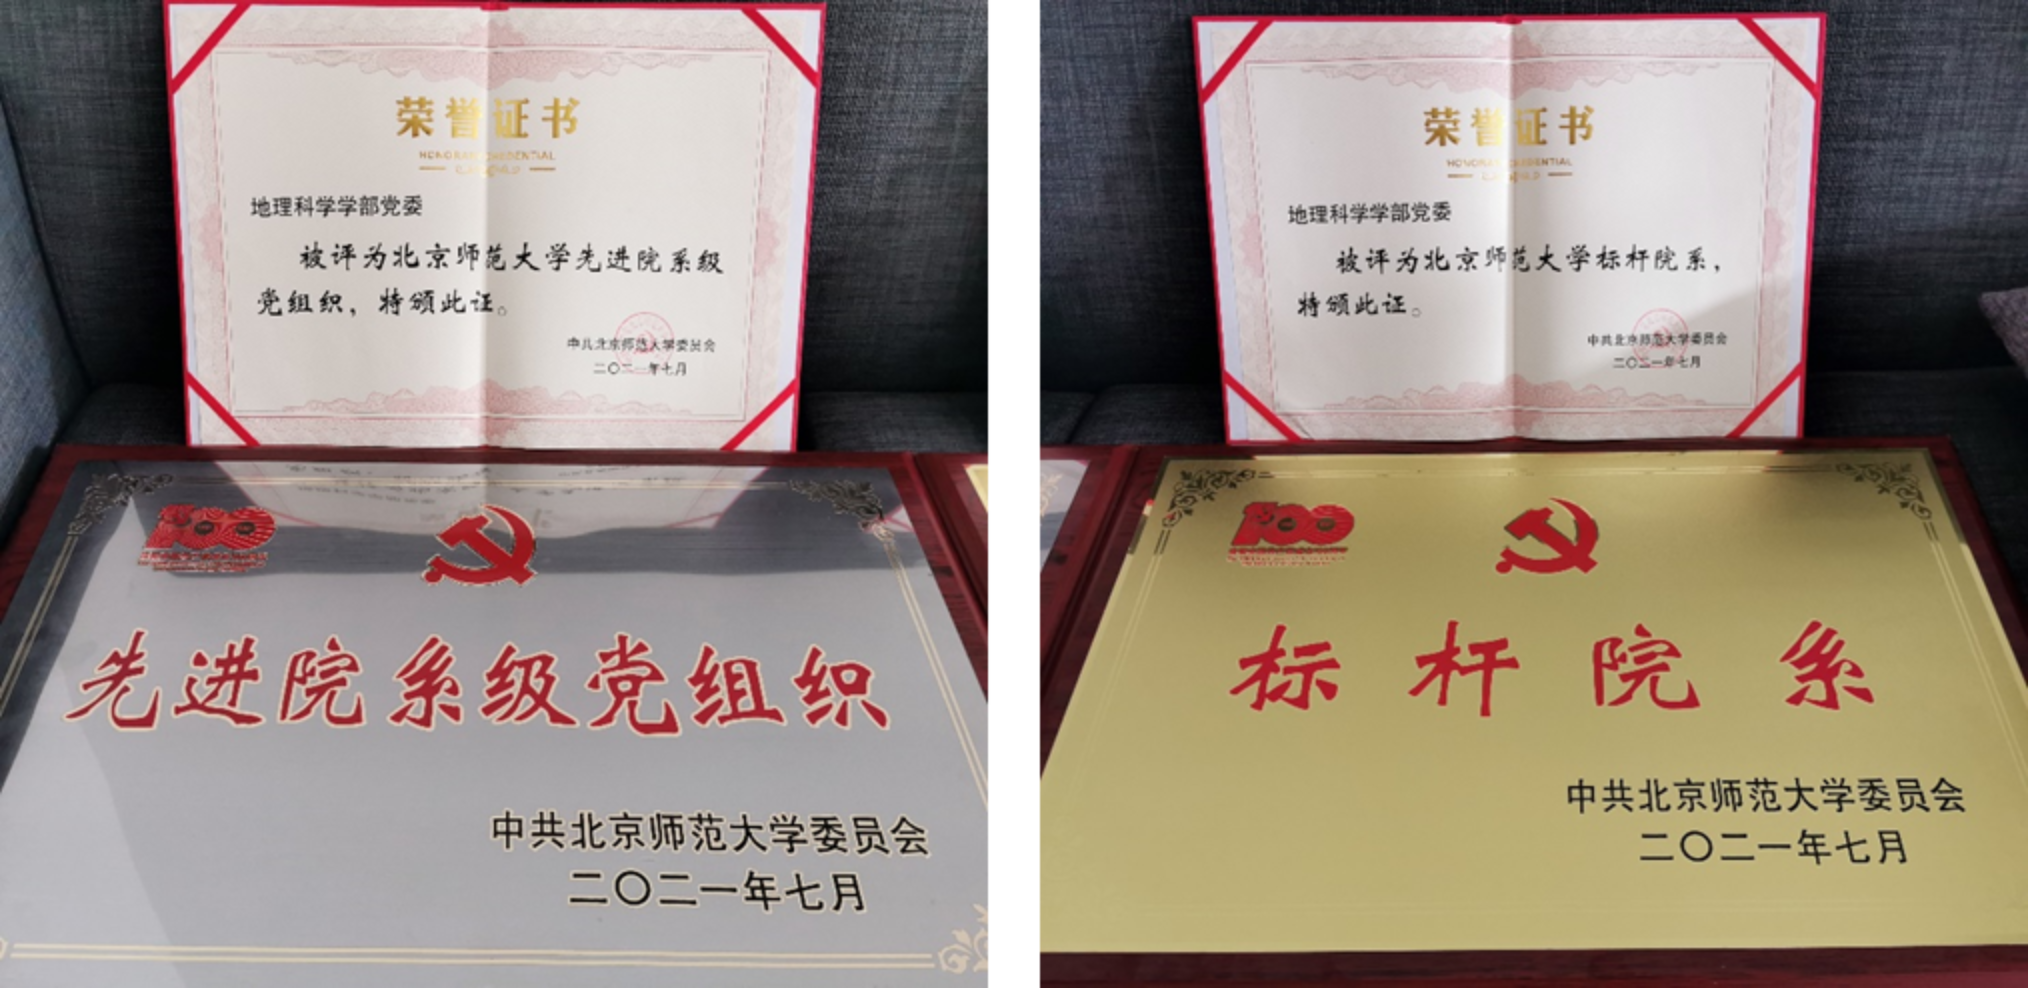 荣誉证书
地理科学学部党委
被评为北京师范大学先进院系级
党组织，特颁此证。
中共北京师范大学委员会
二〇二一年七月
100
先进院系级党组织
中共北京师范大学委员会
二〇二一年七月
荣誉证书
地理科学学部党委
被评为北京师范大学标杆院系，
特颁此证。
中共北京师范大学委员会
二〇二一年七月
100
标杆院系
中共北京师范大学委员会
二〇二一年七月